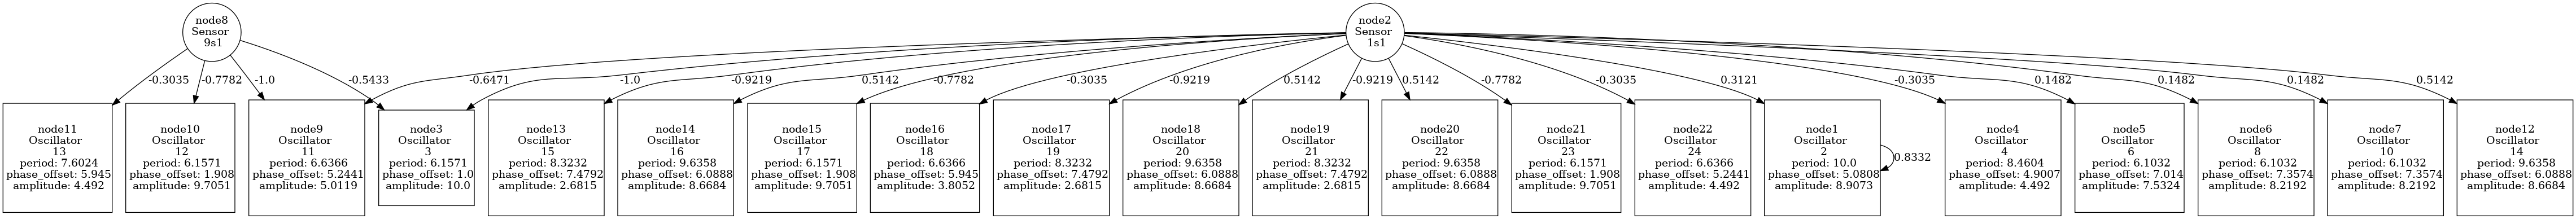 node8
Sensor
9s1
node2
Sensor
1s1
-0.3035
-0.7782
-1.0
-0.5433
-0.6471
-1.0
-0.9219
0.5142
-0.7782
-0.3035
-0.9219
0.5142
-0.9219
0.5142
-0.7782
-0.3035
0.3121
-0.3035
0.1482
0.1482
0.1482
0.5142
node11
Oscillator
13
period: 7.6024
phase_offset: 5.945
amplitude: 4.492
node10
Oscillator
12
period: 6.1571
phase_offset: 1.908
amplitude: 9.7051
node9
Oscillator
11
period: 6.6366
phase_offset: 5.2441
amplitude: 5.0119
node3
Oscillator
3
period: 6.1571
phase_offset: 1.0
amplitude: 10.0
node13
Oscillator
15
period: 8.3232
phase_offset: 7.4792
amplitude: 2.6815
node14
Oscillator
16
period: 9.6358
phase_offset: 6.0888
amplitude: 8.6684
node15
Oscillator
17
period: 6.1571
phase_offset: 1.908
amplitude: 9.7051
node16
Oscillator
18
period: 6.6366
phase_offset: 5.945
amplitude: 3.8052
node17
Oscillator
19
period: 8.3232
phase_offset: 7.4792
amplitude: 2.6815
node18
Oscillator
20
period: 9.6358
phase_offset: 6.0888
amplitude: 8.6684
node19
Oscillator
21
period: 8.3232
phase_offset: 7.4792
amplitude: 2.6815
node20
Oscillator
22
period: 9.6358
phase_offset: 6.0888
amplitude: 8.6684
node21
Oscillator
23
period: 6.1571
phase_offset: 1.908
amplitude: 9.7051
node22
Oscillator
24
period: 6.6366
phase_offset: 5.2441
amplitude: 4.492
node1
Oscillator
2
period: 10.0
phase_offset: 5.0808
amplitude: 8.9073
0.8332
node4
Oscillator
4
period: 8.4604
phase_offset: 4.9007
amplitude: 4.492
node5
Oscillator
6
period: 6.1032
phase_offset: 7.014
amplitude: 7.5324
node6
Oscillator
8
period: 6.1032
phase_offset: 7.3574
amplitude: 8.2192
node7
Oscillator
10
period: 6.1032
phase_offset: 7.3574
amplitude: 8.2192
node12
Oscillator
14
period: 9.6358
phase_offset: 6.0888
amplitude: 8.6684